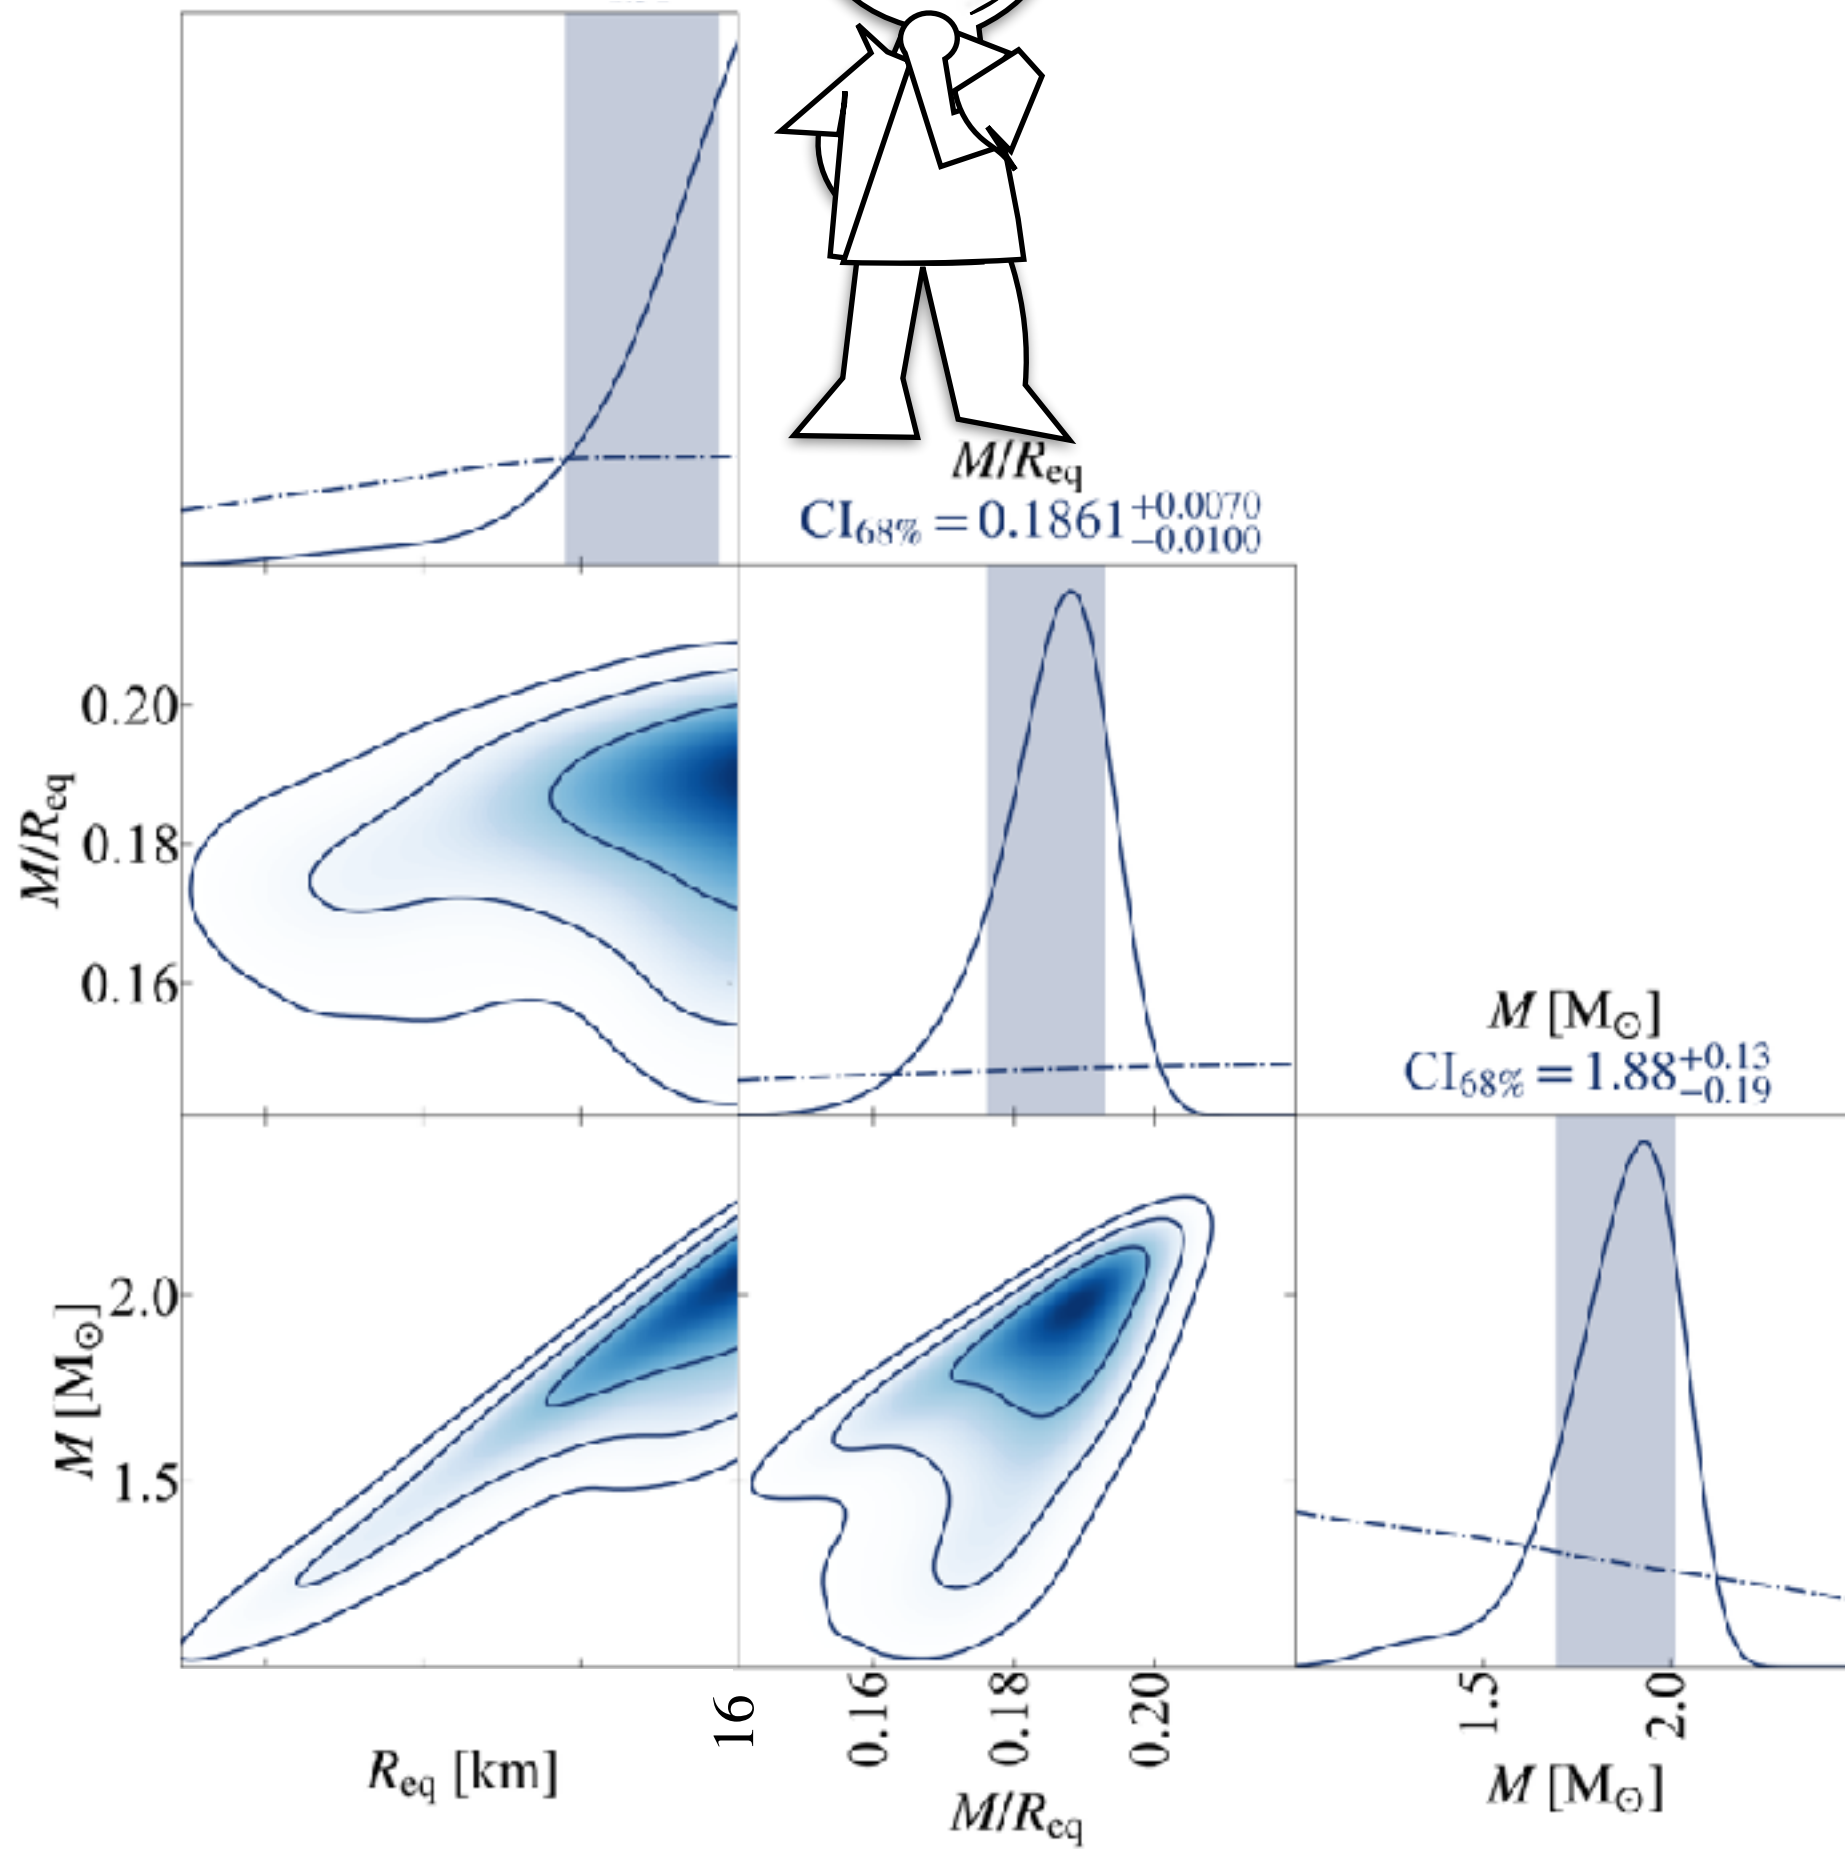 M/R_eq
CI_68% = 0.1861 +0.0070 −0.0100
0.20
0.18
0.16
M/R_eq
M [M_⊙]
CI_68% = 1.88 +0.13 −0.19
2.0
1.5
M [M_⊙]
16
0.16
0.18
0.20
1.5
2.0
R_eq [km]
M/R_eq
M [M_⊙]